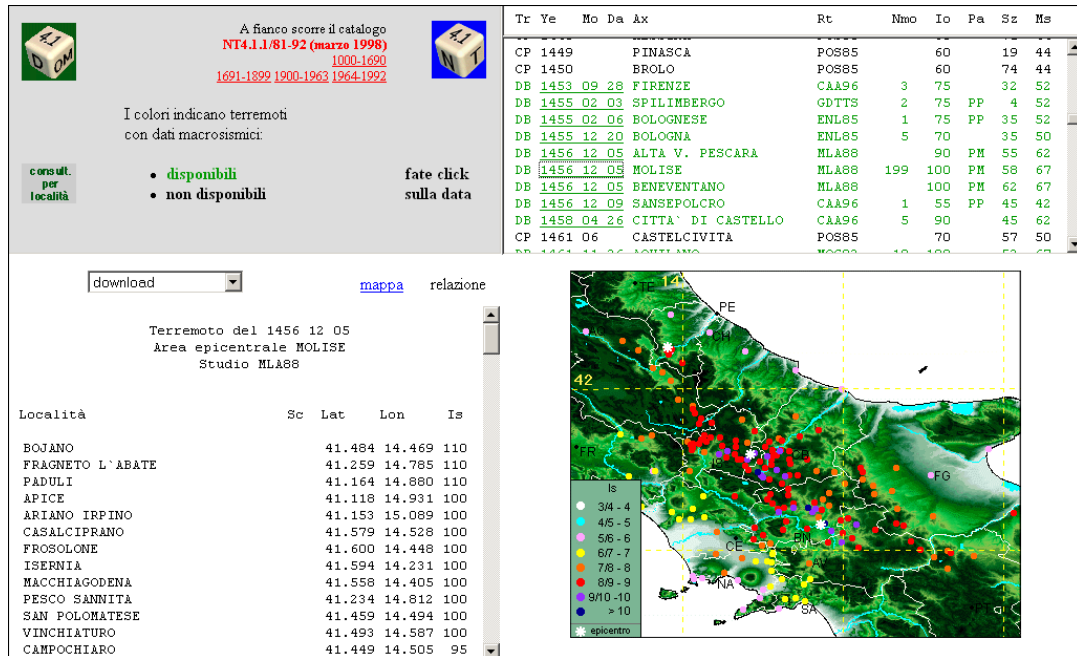 4.1
D
OM
A fianco scorre il catalogo
NT4.1.1/81-92 (marzo 1998)
1000-1690
1691-1899 1900-1963 1964-1992
4.1
N
T
I colori indicano terremoti
con dati macrosismici:
consult.
per
località
• disponibili
• non disponibili
fate click
sulla data
Tr Ye Mo Da Ax Rt Nmo Io Pa Sz Ms
CP 1449 PINASCA POS85 60 19 44
CP 1450 BROLO POS85 60 74 44
DB 1453 09 28 FIRENZE CAA96 3 75 32 52
DB 1455 02 03 SPILIMBERGO GDTTS 2 75 PP 4 52
DB 1455 02 06 BOLOGNESE ENL85 1 75 PP 35 52
DB 1455 12 20 BOLOGNA ENL85 5 70 35 50
DB 1456 12 05 ALTA V. PESCARA MLA88 90 PM 55 62
DB 1456 12 05 MOLISE MLA88 199 100 PM 58 67
DB 1456 12 05 BENEVENTANO MLA88 100 PM 62 67
DB 1456 12 09 SANSEPOLCRO CAA96 1 55 PP 45 42
DB 1458 04 26 CITTA` DI CASTELLO CAA96 5 90 45 62
CP 1461 06 CASTELCIVITA POS85 70 57 50
DB 1461 11 26 AQUILANO
download
mappa
relazione
Terremoto del 1456 12 05
Area epicentrale MOLISE
Studio MLA88
Località Sc Lat Lon Is
BOJANO 41.484 14.469 110
FRAGNETO L`ABATE 41.259 14.785 110
PADULI 41.164 14.880 110
APICE 41.118 14.931 100
ARIANO IRPINO 41.153 15.089 100
CASALCIPRANO 41.579 14.528 100
FROSOLONE 41.600 14.448 100
ISERNIA 41.594 14.231 100
MACCHIAGODENA 41.558 14.405 100
PESCO SANNITA 41.234 14.812 100
SAN POLOMATESE 41.459 14.494 100
VINCHIATURO 41.493 14.587 100
CAMPOCHIARO 41.449 14.505 95
TE
14
PE
CH
42
FR
IS
CB
FG
CE
BN
NA
SA
PT
Is
3/4 - 4
4/5 - 5
5/6 - 6
6/7 - 7
7/8 - 8
8/9 - 9
9/10 -10
> 10
epicentro